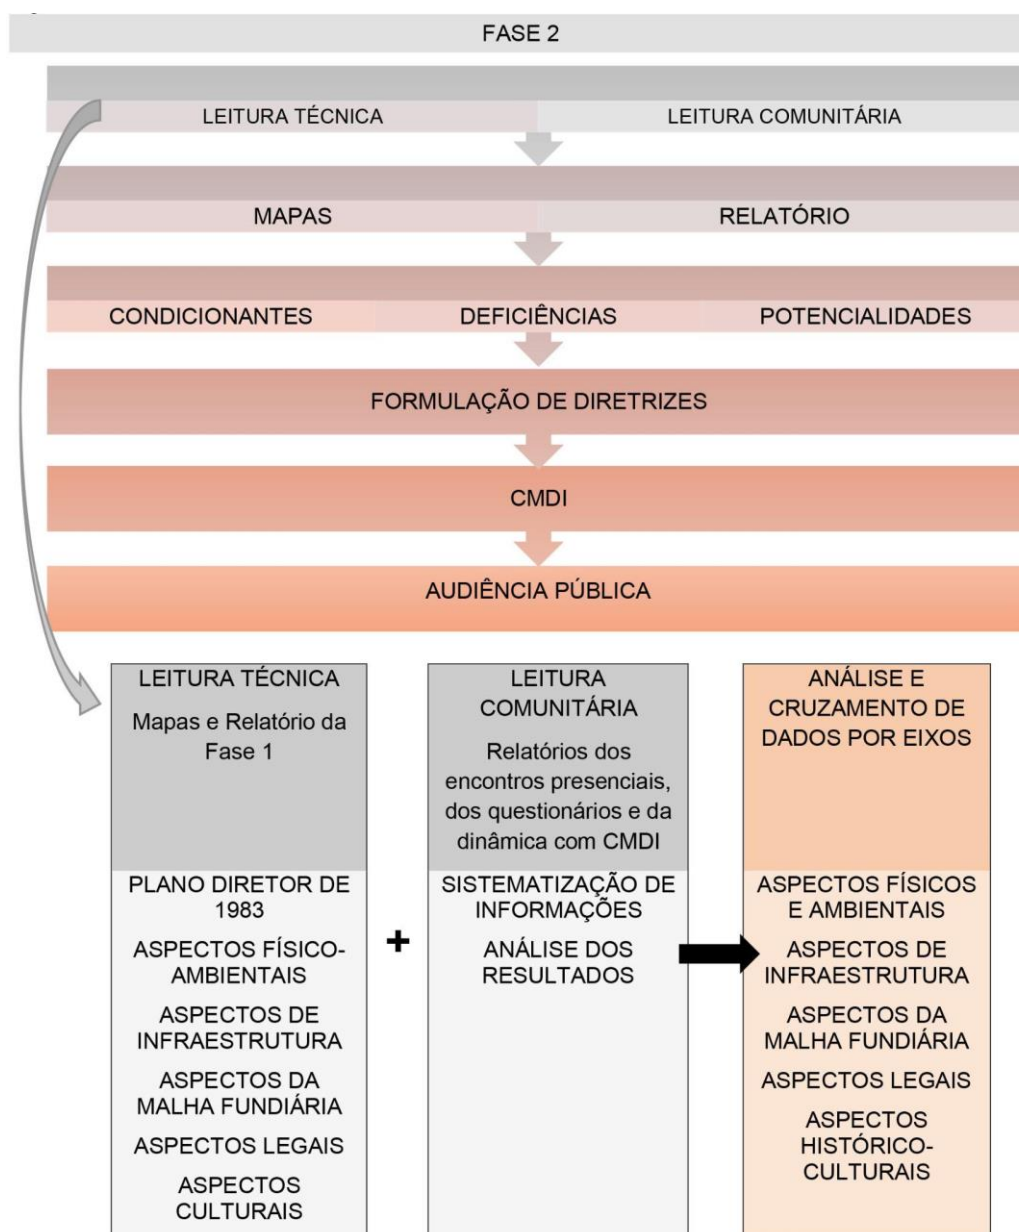 FASE 2
LEITURA TÉCNICA
LEITURA COMUNITÁRIA
MAPAS
RELATÓRIO
CONDICIONANTES
DEFICIÊNCIAS
POTENCIALIDADES
FORMULAÇÃO DE DIRETRIZES
CMDI
AUDIÊNCIA PÚBLICA
LEITURA TÉCNICA
Mapas e Relatório da
Fase 1
PLANO DIRETOR DE
1983
ASPECTOS FÍSICO-
AMBIENTAIS
ASPECTOS DE
INFRAESTRUTURA
ASPECTOS DA
MALHA FUNDIÁRIA
ASPECTOS LEGAIS
ASPECTOS
CULTURAIS
+
LEITURA
COMUNITÁRIA
Relatórios dos
encontros presenciais,
dos questionários e da
dinâmica com CMDI
SISTEMATIZAÇÃO DE
INFORMAÇÕES
ANÁLISE DOS
RESULTADOS
ANÁLISE E
CRUZAMENTO DE
DADOS POR EIXOS
ASPECTOS FÍSICOS
E AMBIENTAIS
ASPECTOS DE
INFRAESTRUTURA
ASPECTOS DA
MALHA FUNDIÁRIA
ASPECTOS LEGAIS
ASPECTOS
HISTÓRICO-
CULTURAIS